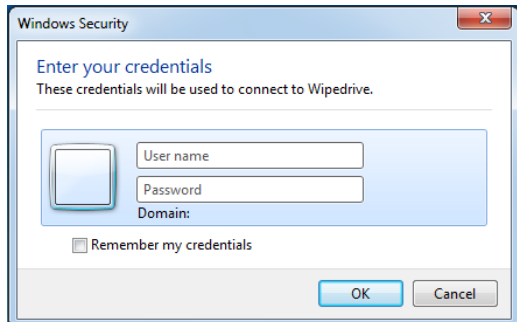 Windows Security
Enter your credentials
These credentials will be used to connect to Wipedrive.
User name
Password
Domain:
Remember my credentials
OK
Cancel